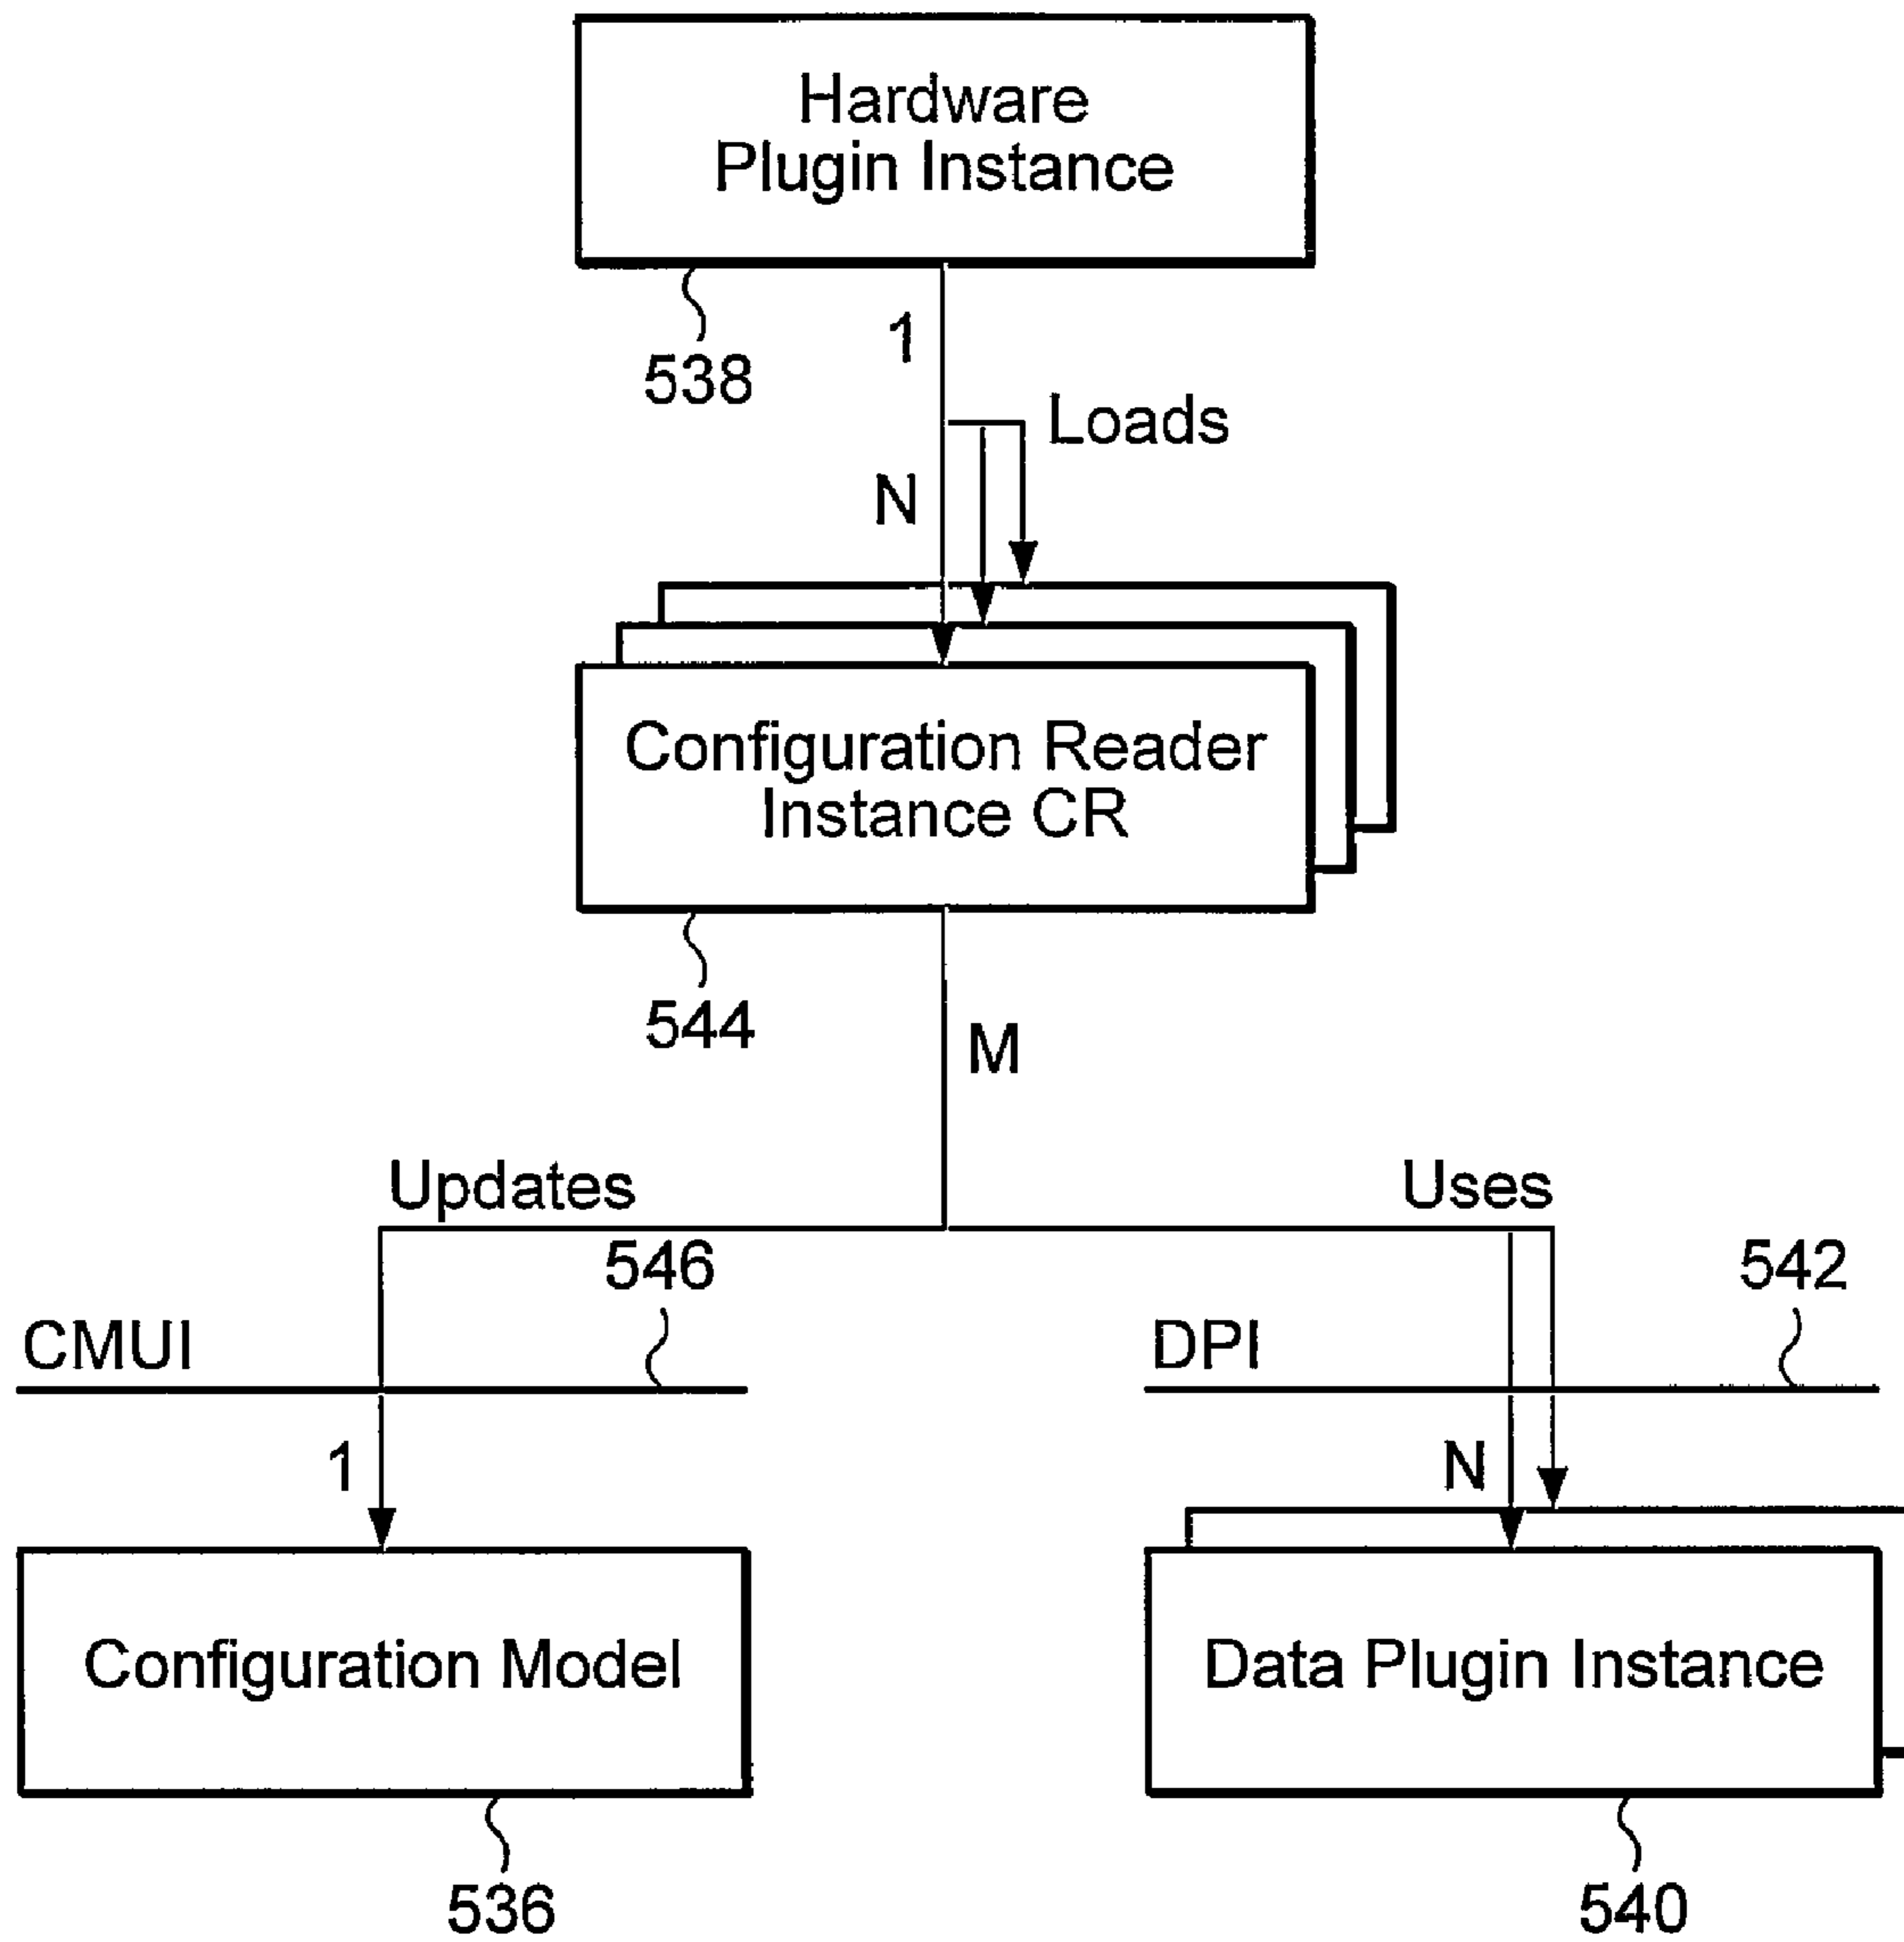 Hardware
Plugin Instance
538
1
Loads
N
Configuration Reader
Instance CR
544
M
Updates
Uses
546
542
CMUI
DPI
1
N
Configuration Model
Data Plugin Instance
536
540